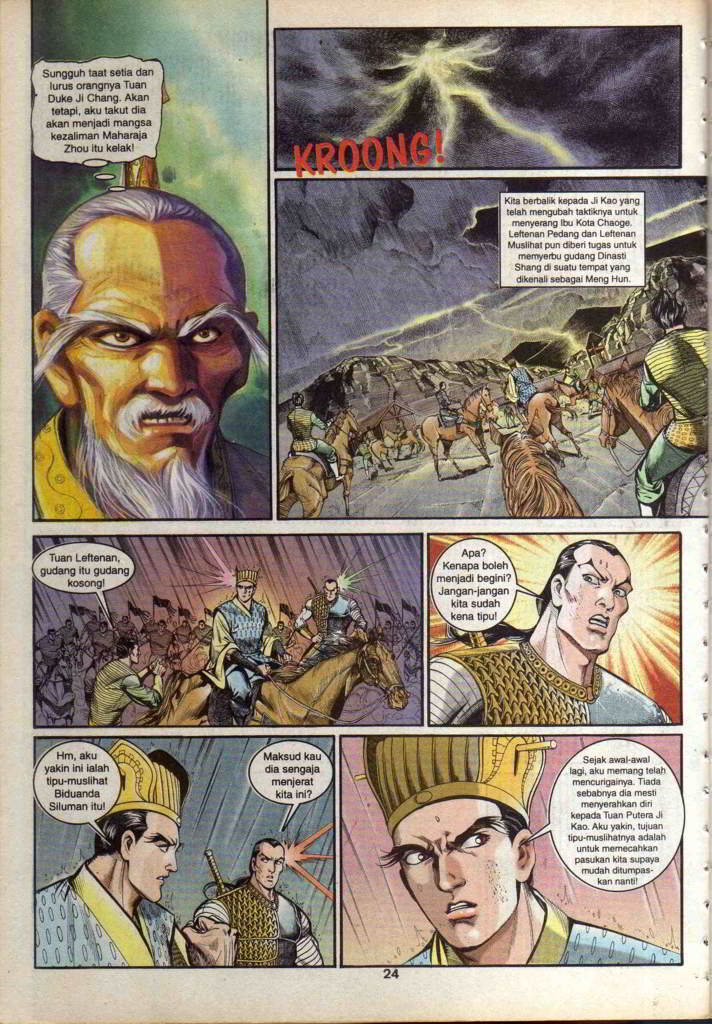 Sungguh taat setia dan
lurus orangnya Tuan
Duke Ji Chang. Akan
tetapi, aku takut dia
akan menjadi mangsa
kezaliman Maharaja
Zhou itu kelak!
KROONG!
Kita berbalik kepada Ji Kao yang
telah mengubah taktiknya untuk
menyerang Ibu Kota Chaoge.
Leftenan Pedang dan Leftenan
Muslihat pun diberi tugas untuk
memyerbu gudang Dinasti
Shang di suatu tempat yang
dikenali sebagai Meng Hun.
Tuan Leftenan,
gudang itu gudang
kosong!
Apa?
Kenapa boleh
menjadi begini?
Jangan-jangan
kita sudah
kena tipu!
Hm, aku
yakin ini ialah
tipu-muslihat
Biduanda
Siluman itu!
Maksud kau
dia sengaja
menjerat
kita ini?
Sejak awal-awal
lagi, aku memang telah
mencurigainya. Tiada
sebabnya dia mesti
menyerahkan diri
kepada Tuan Putera Ji
Kao. Aku yakin, tujuan
tipu-muslihatnya adalah
untuk memecahkan
pasukan kita supaya
mudah ditumpas-
kan nanti!
24